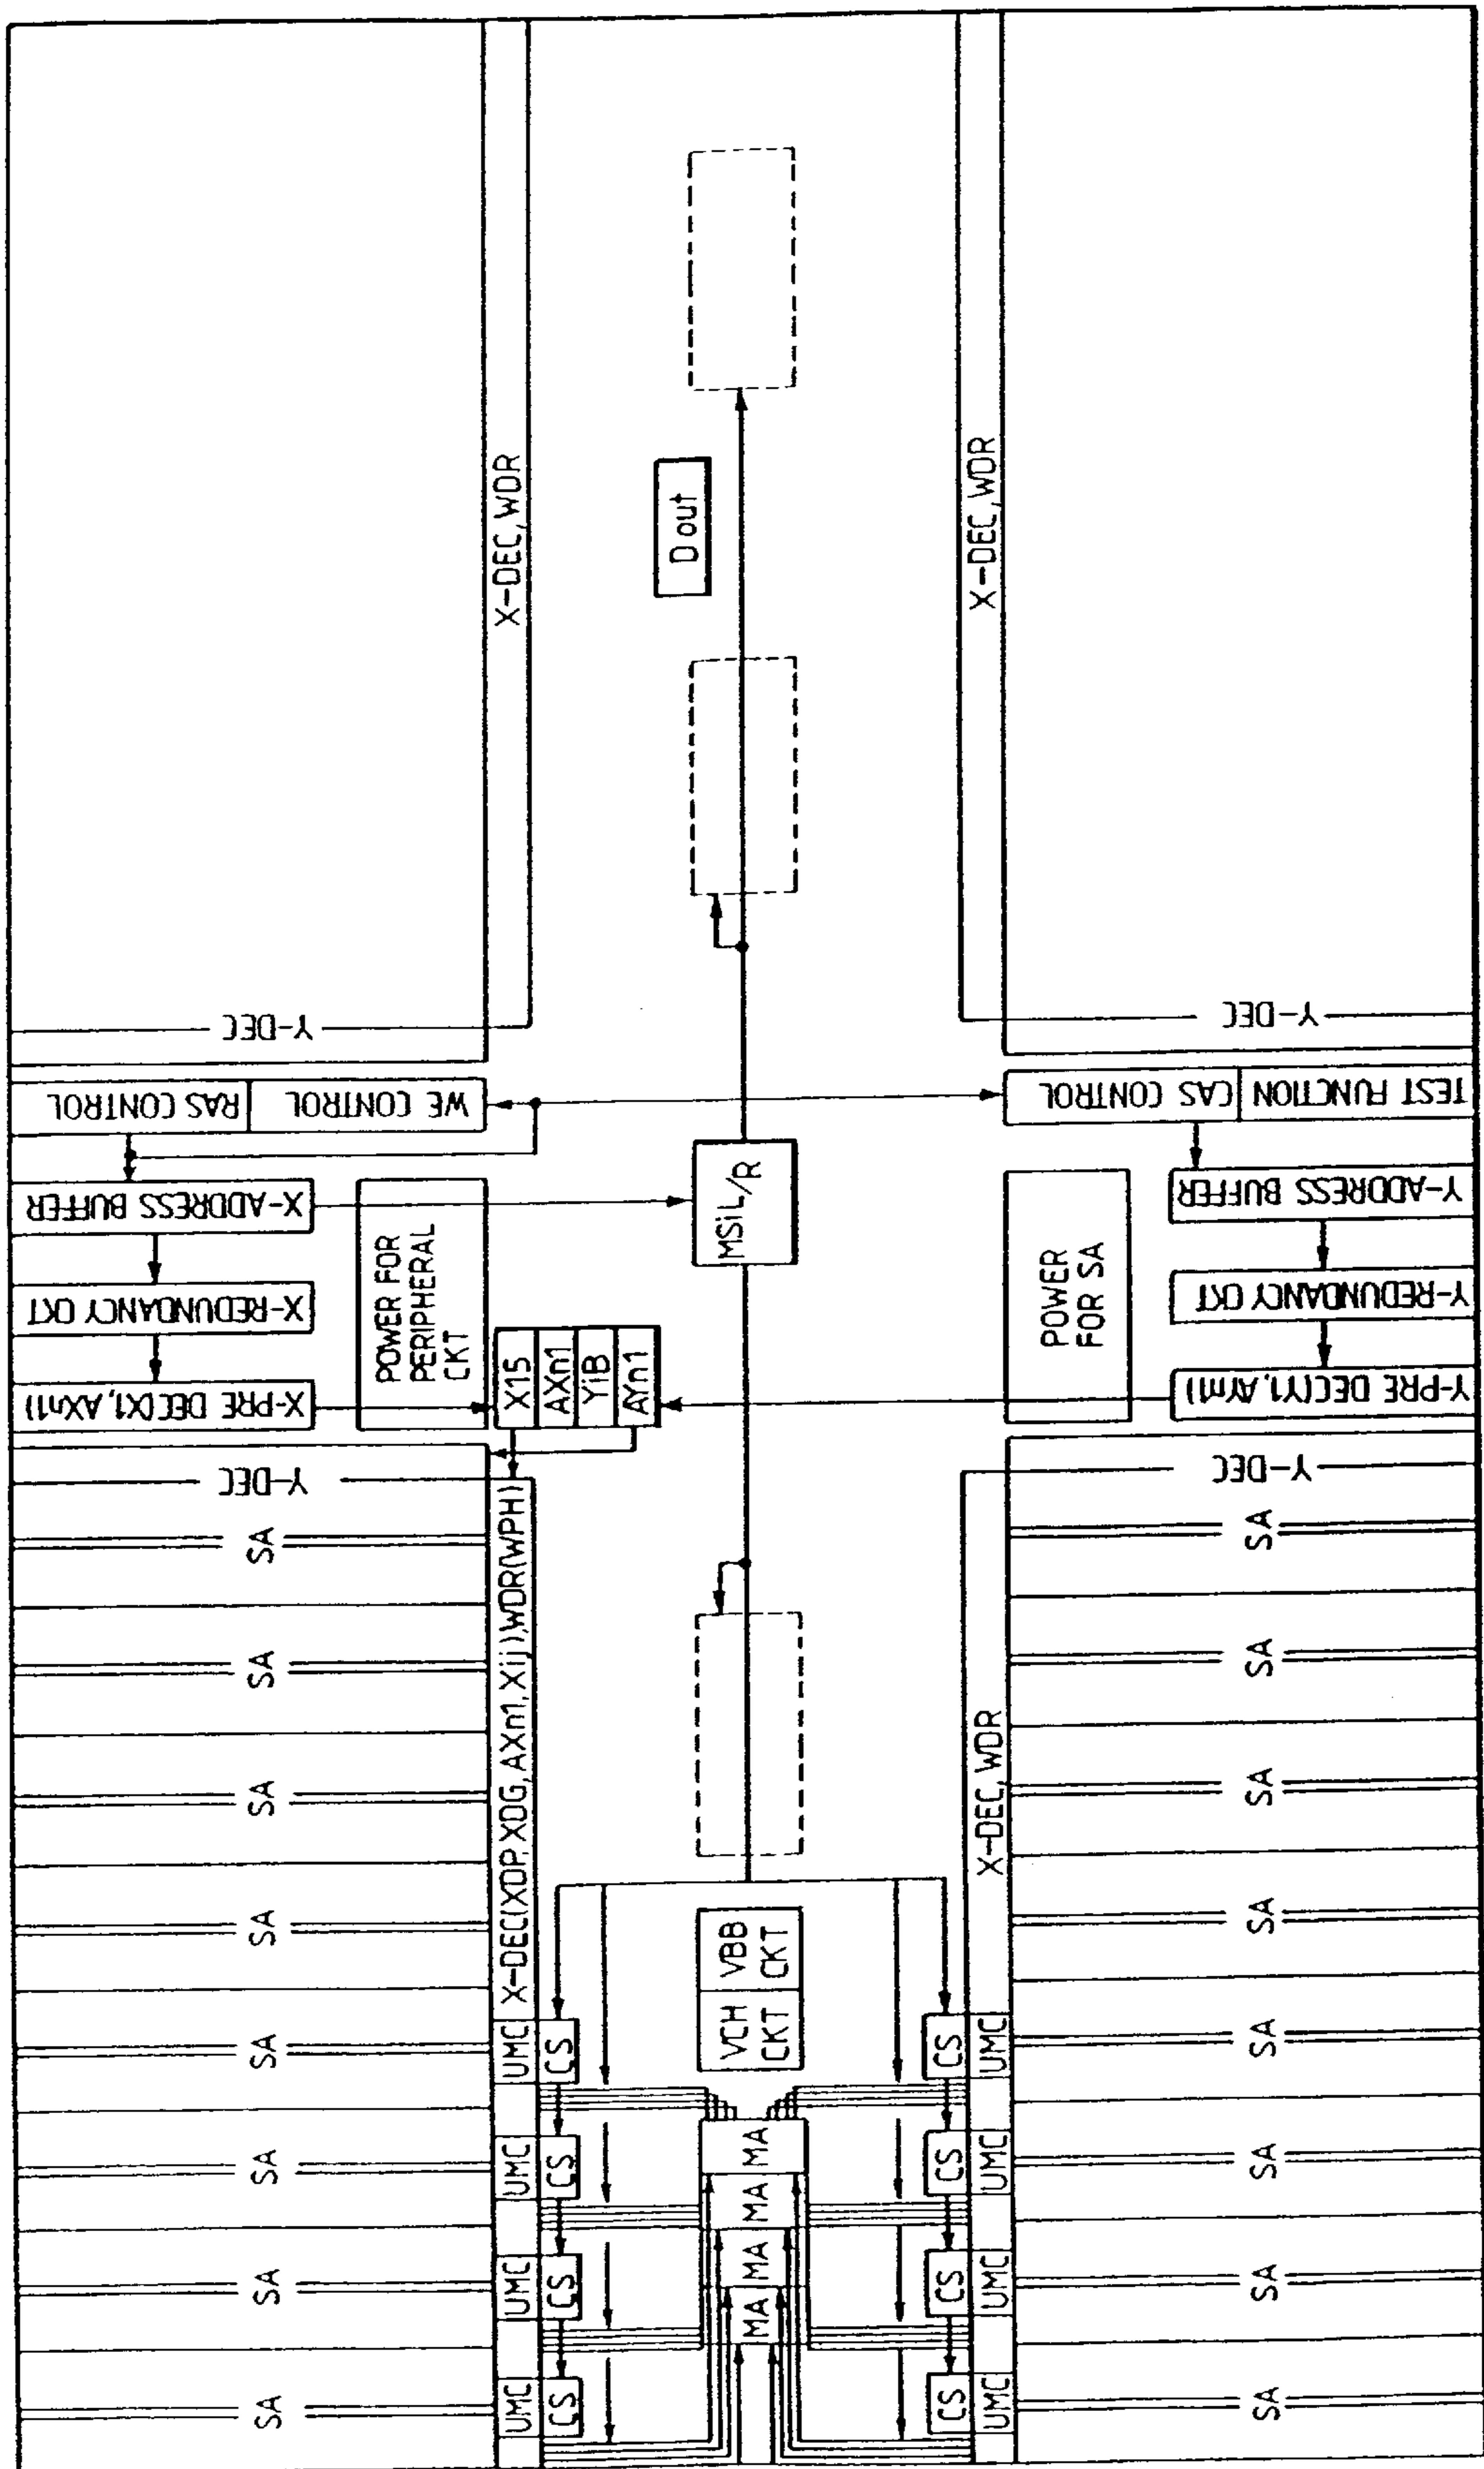 X-DEC, WDR
D out
X-DEC, WDR
Y-DEC
Y-DEC
RAS CONTROL
WE CONTROL
CAS CONTROL
TEST FUNCTION
X-ADDRESS BUFFER
POWER FOR
PERIPHERAL
CKT
MSiL/R
POWER
FOR SA
Y-ADDRESS BUFFER
X-REDUNDANCY CKT
Y-REDUNDANCY CKT
X-PRE DEC(X1, AXn1)
X15
AXn1
YiB
AYn1
Y-PRE DEC(Y1, AYn1)
Y-DEC
Y-DEC
SA
SA
X-DEC(XDP, XDG, AXn1, Xij), WDR(WPH)
SA
SA
X-DEC, WDR
SA
SA
SA
SA
VCH
CKT
VBB
CKT
SA
UMC
CS
CS
UMC
SA
SA
UMC
CS
MA
CS
UMC
SA
MA
SA
UMC
CS
MA
CS
UMC
SA
MA
SA
UMC
CS
CS
UMC
SA